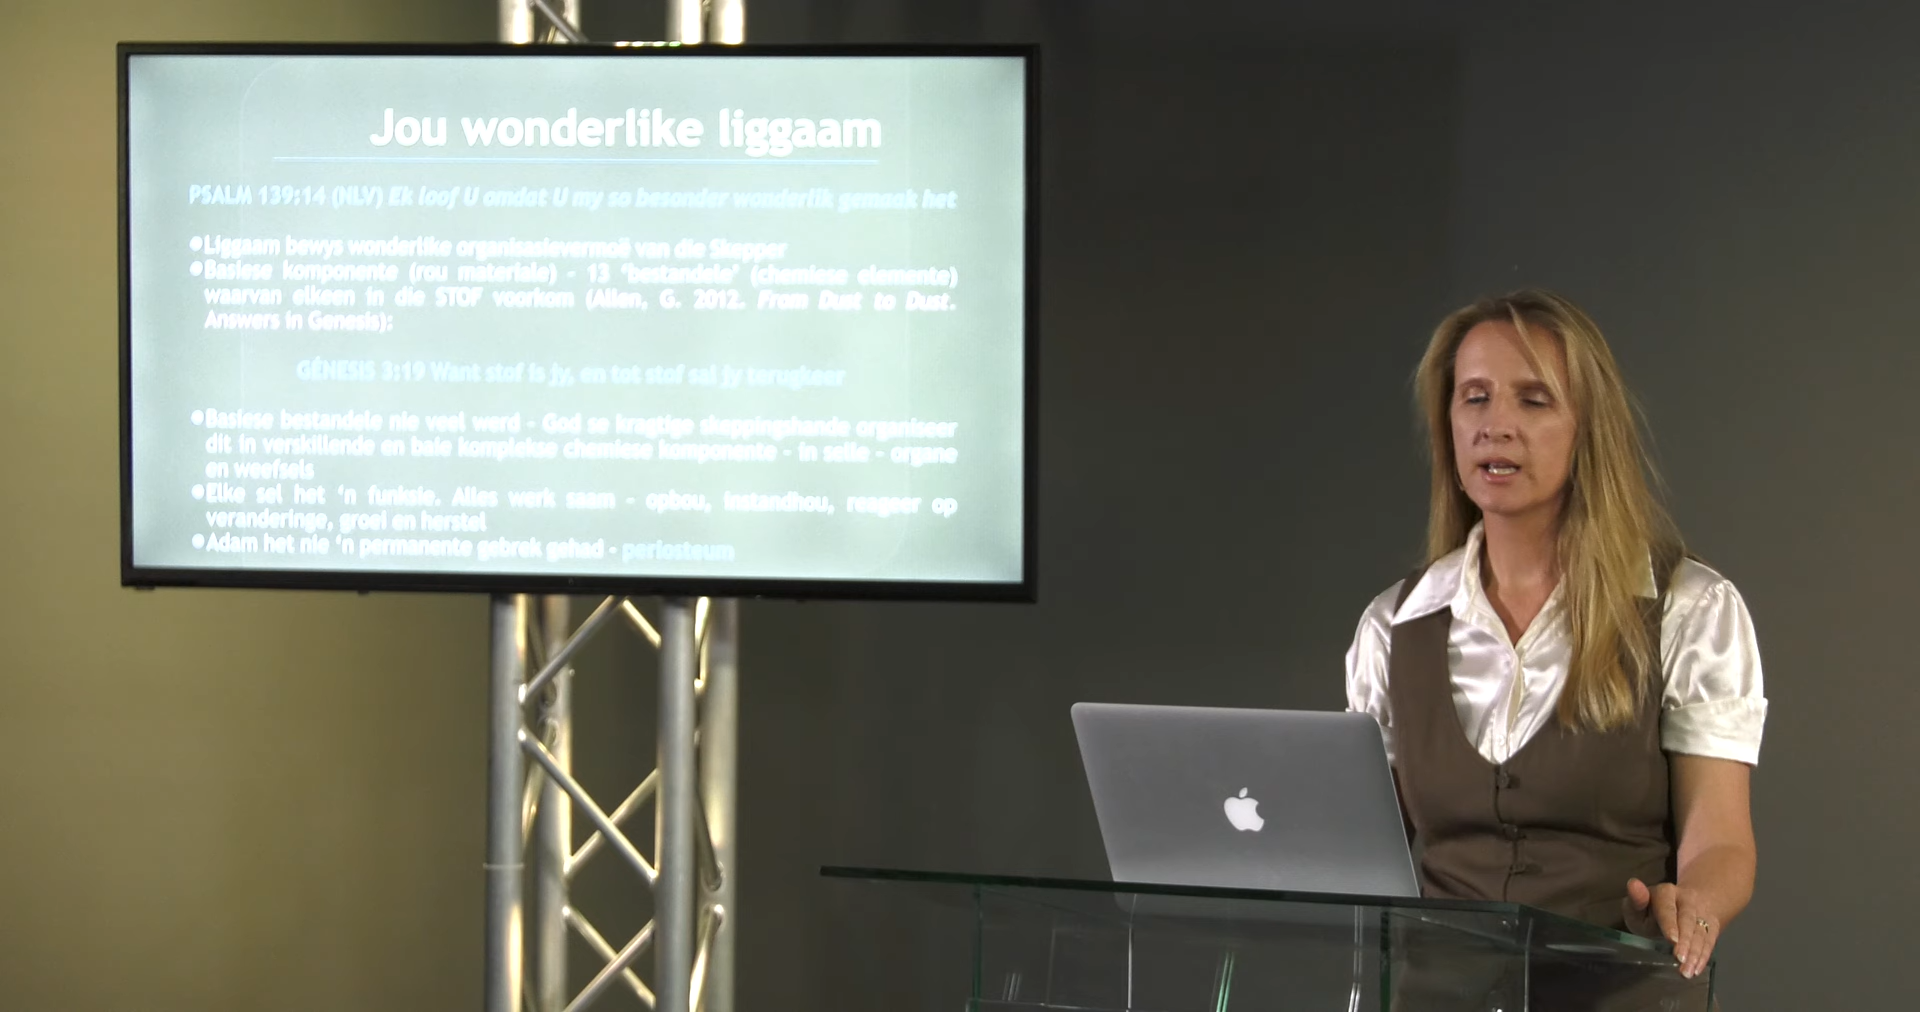 Jou wonderlike liggaam
PSALM 139:14 (NLV) Ek loof U omdat U my so besonder wonderlik gemaak het
•Liggaam bewys wonderlike organisasievermoë van die Skepper
•Basiese komponente (rou materiale) - 13 'bestandele' (chemiese elemente)
waarvan elkeen in die STOF voorkom (Allen, G. 2012. From Dust to Dust.
Answers in Genesis):
GÉNESIS 3:19 Want stof is jy, en tot stof sal jy terugkeer
•Basiese bestandele nie veel werd - God se kragtige skeppingshande organiseer
dit in verskillende en baie komplekse chemiese komponente - in selle - organe
en weefsels
•Elke sel het 'n funksie. Alles werk saam - opbou, instandhou, reageer op
veranderinge, groei en herstel
•Adam het nie 'n permanente gebrek gehad - periosteum